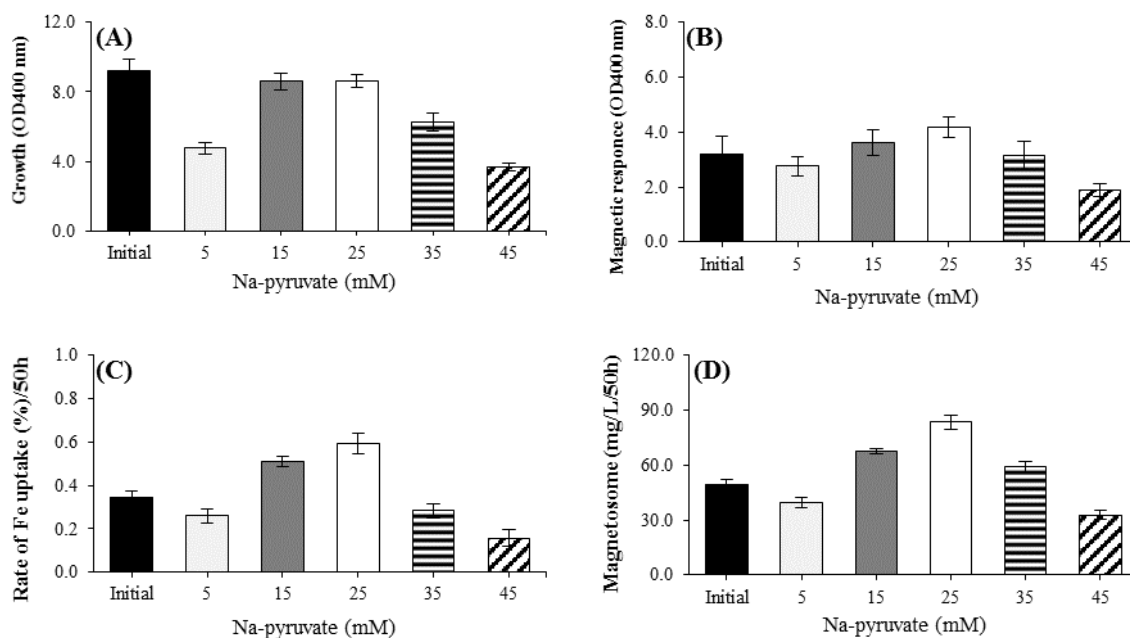 (A)
Growth (OD400 nm)
12.0
8.0
4.0
0.0
Initial 5 15 25 35 45
Na-pyruvate (mM)
(B)
Magnetic responce (OD400 nm)
8.0
6.0
4.0
2.0
0.0
Initial 5 15 25 35 45
Na-pyruvate (mM)
(C)
Rate of Fe uptake (%)/50h
1.0
0.8
0.6
0.4
0.2
0.0
Initial 5 15 25 35 45
Na-pyruvate (mM)
(D)
Magnetosome (mg/L/50h)
120.0
90.0
60.0
30.0
0.0
Initial 5 15 25 35 45
Na-pyruvate (mM)